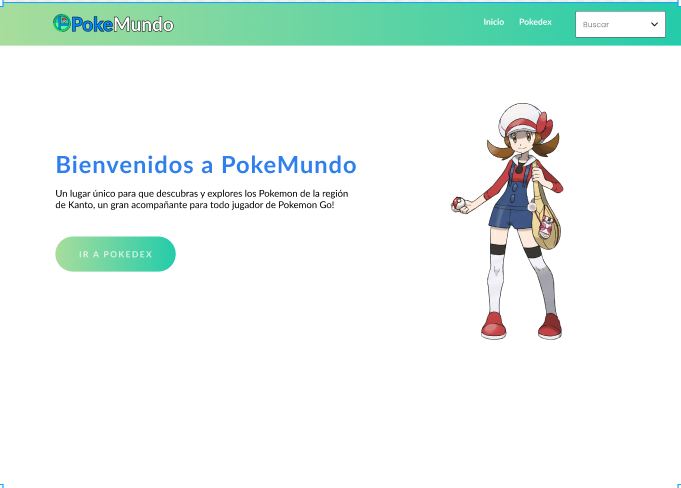 PokeMundo
Inicio
Pokedex
Buscar
Bienvenidos a PokeMundo
Un lugar único para que descubras y explores los Pokemon de la región
de Kanto, un gran acompañante para todo jugador de Pokemon Go!
IR A POKEDEX